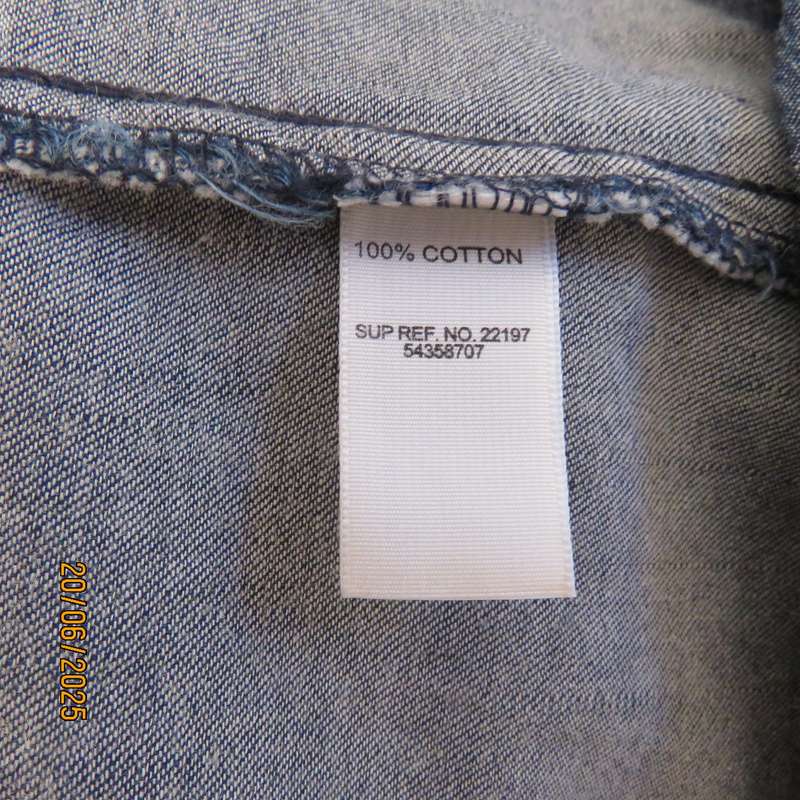 100% COTTON
SUP REF. NO. 22197
54358707
20/06/2025